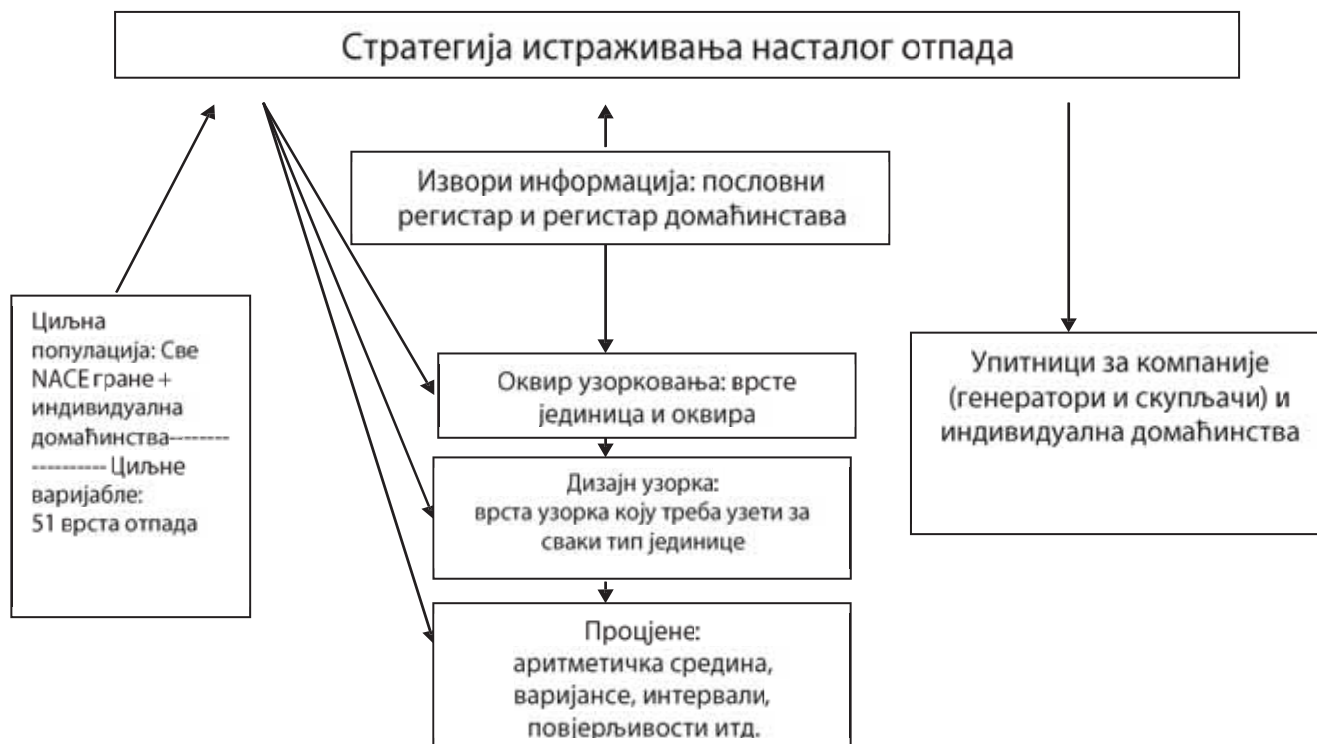 Стратегија истраживања насталог отпада
Извори информација: пословни
регистар и регистар домаћинстава
Циљна
популација: Све
NACE гране +
индивидуална
домаћинства---------
----------- Циљне
варијабле:
51 врста отпада
Оквир узорковања: врсте
јединица и оквира
Дизајн узорка:
врста узорка коју треба узети за
сваки тип јединице
Процјене:
аритметичка средина,
варијансе, интервали,
повјерљивости итд.
Упитници за компаније
(генератори и скупљачи) и
индивидуална домаћинства